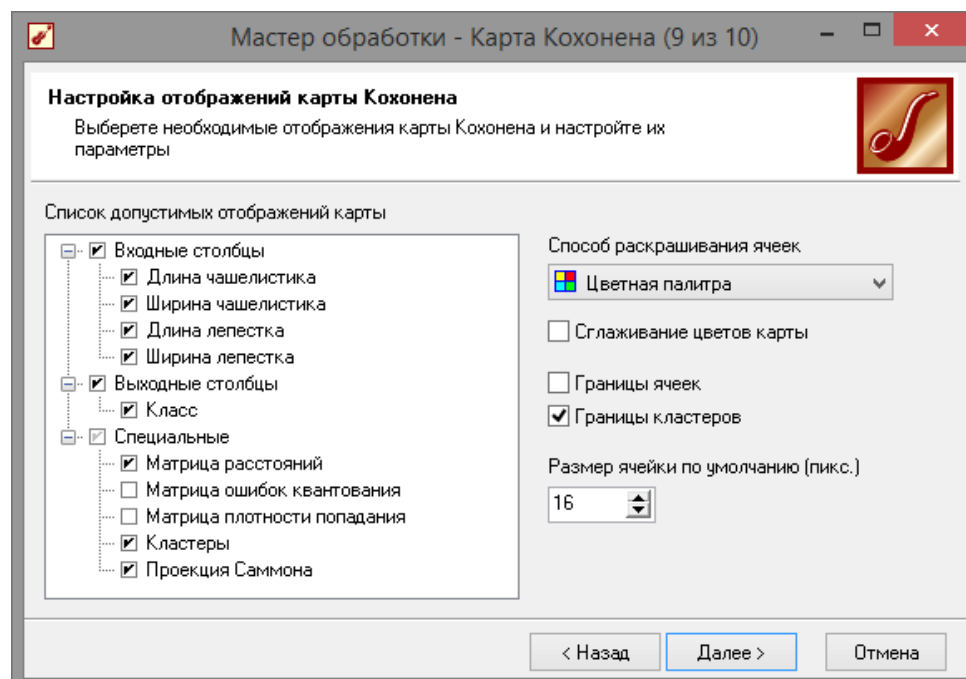 Мастер обработки - Карта Кохонена (9 из 10)
Настройка отображений карты Кохонена
Выберете необходимые отображения карты Кохонена и настройте их
параметры
Список допустимых отображений карты
Входные столбцы
Длина чашелистика
Ширина чашелистика
Длина лепестка
Ширина лепестка
Выходные столбцы
Класс
Специальные
Матрица расстояний
Матрица ошибок квантования
Матрица плотности попадания
Кластеры
Проекция Саммона
Способ раскрашивания ячеек
Цветная палитра
Сглаживание цветов карты
Границы ячеек
Границы кластеров
Размер ячейки по умолчанию (пикс.)
16
< Назад
Далее >
Отмена